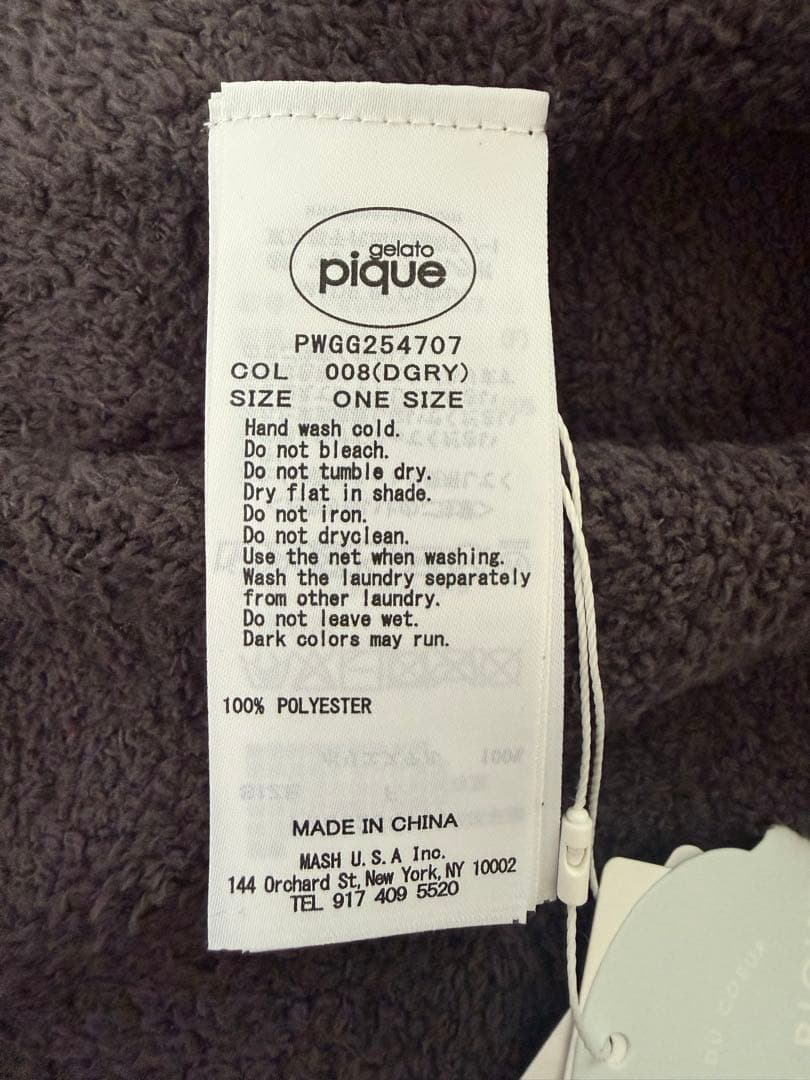 gelato
pique
PWGG254707
COL 008(DGRY)
SIZE ONE SIZE
Hand wash cold.
Do not bleach.
Do not tumble dry.
Dry flat in shade.
Do not iron.
Do not dryclean.
Use the net when washing.
Wash the laundry separately
from other laundry.
Do not leave wet.
Dark colors may run.
100% POLYESTER
MADE IN CHINA
MASH U.S.A Inc.
144 Orchard St, New York, NY 10002
TEL 917 409 5520
DU COEUR